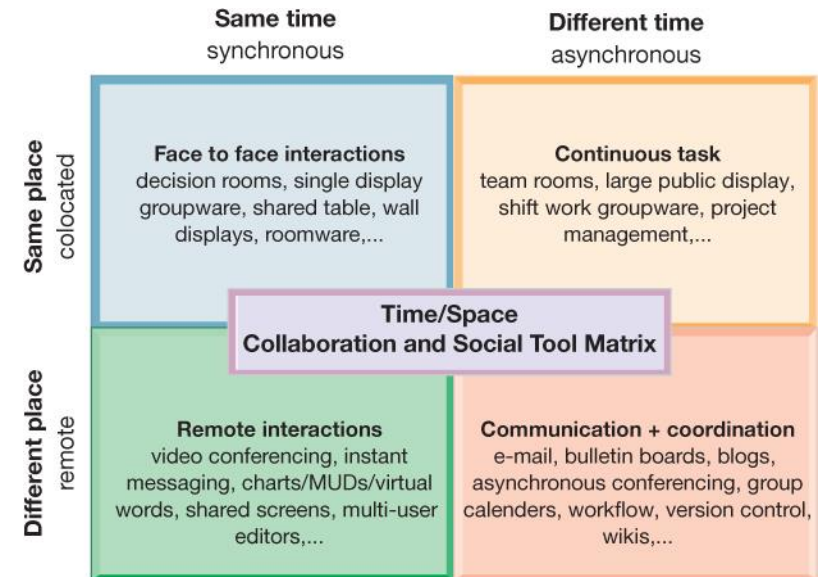 Same time
synchronous
Different time
asynchronous
Same place
colocated
Face to face interactions
decision rooms, single display
groupware, shared table, wall
displays, roomware,...
Continuous task
team rooms, large public display,
shift work groupware, project
management,...
Time/Space
Collaboration and Social Tool Matrix
Different place
remote
Remote interactions
video conferencing, instant
messaging, charts/MUDs/virtual
words, shared screens, multi-user
editors,...
Communication + coordination
e-mail, bulletin boards, blogs,
asynchronous conferencing, group
calenders, workflow, version control,
wikis,...